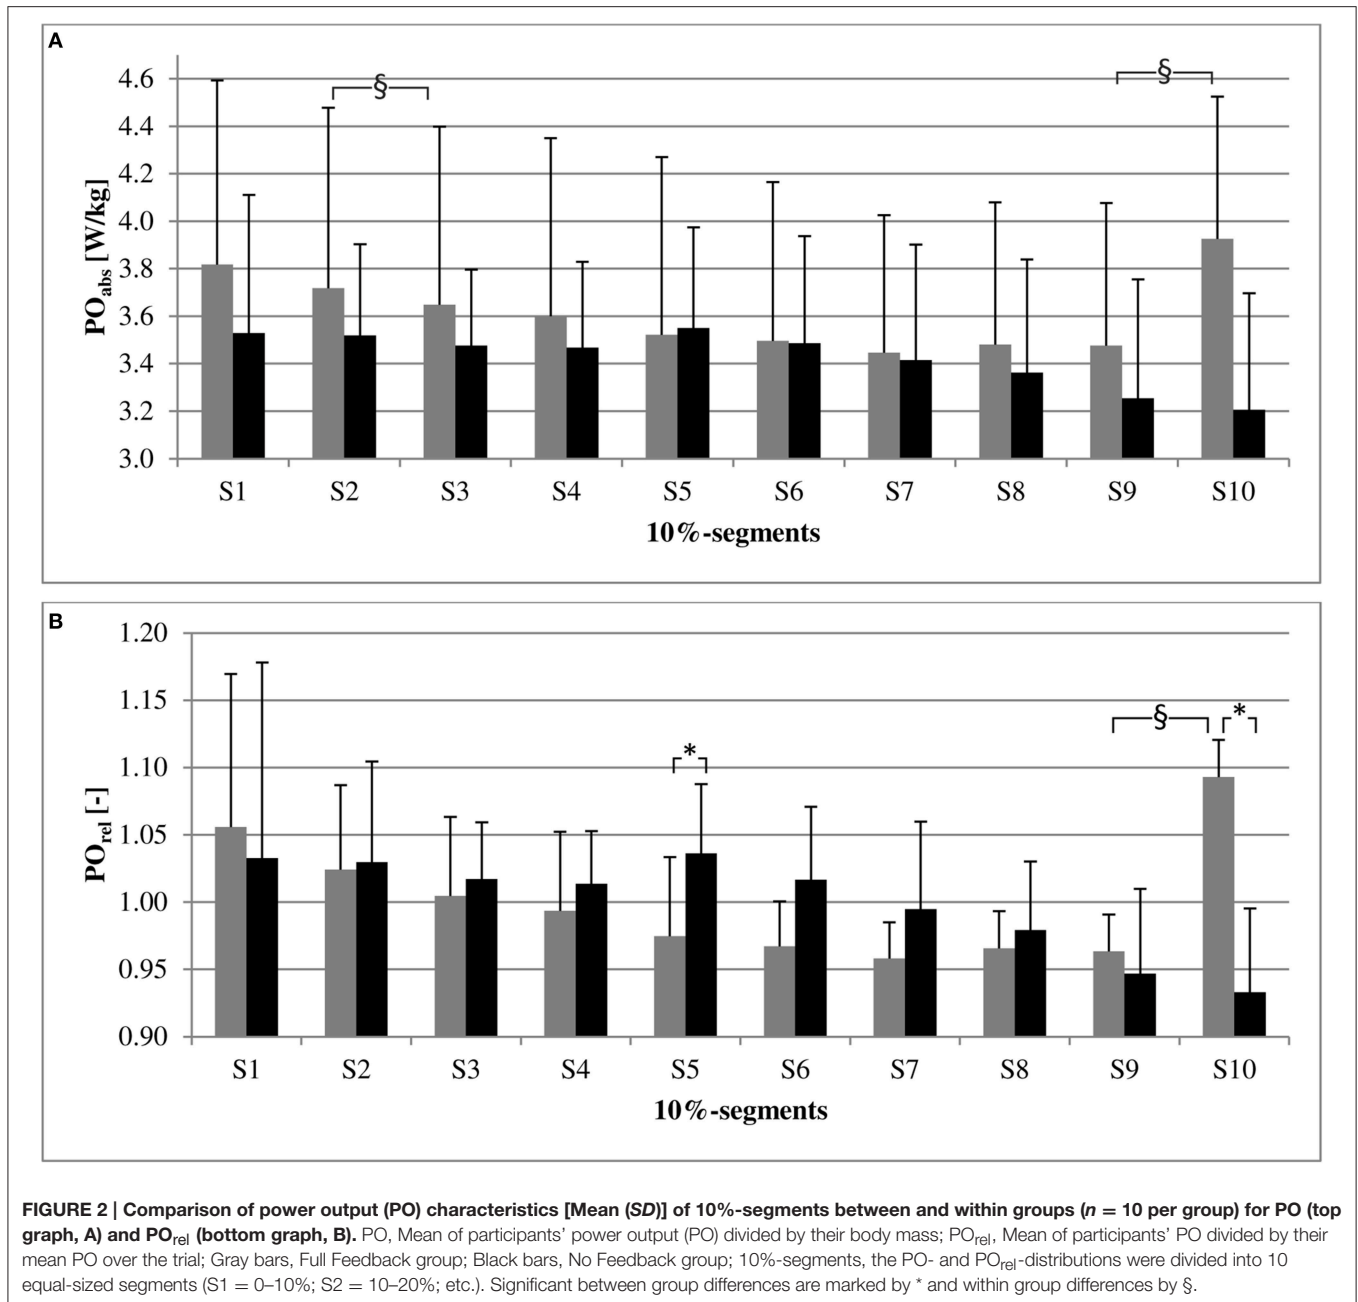 A
§
§
4.6
4.4
4.2
4.0
3.8
3.6
3.4
3.2
3.0
POabs [W/kg]
S1 S2 S3 S4 S5 S6 S7 S8 S9 S10
10%-segments
B
1.20
1.15
1.10
1.05
1.00
0.95
0.90
POrel [-]
*
§
*
S1 S2 S3 S4 S5 S6 S7 S8 S9 S10
10%-segments
FIGURE 2 | Comparison of power output (PO) characteristics [Mean (SD)] of 10%-segments between and within groups (n = 10 per group) for PO (top
graph, A) and POrel (bottom graph, B). PO, Mean of participants' power output (PO) divided by their body mass; POrel, Mean of participants' PO divided by their
mean PO over the trial; Gray bars, Full Feedback group; Black bars, No Feedback group; 10%-segments, the PO- and POrel-distributions were divided into 10
equal-sized segments (S1 = 0–10%; S2 = 10–20%; etc.). Significant between group differences are marked by * and within group differences by §.